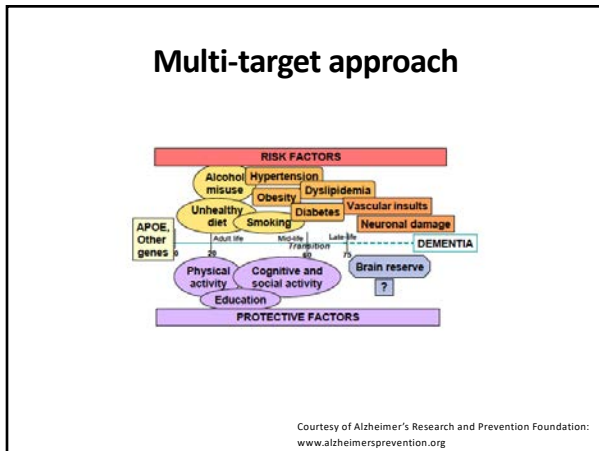 Multi-target approach
RISK FACTORS
Alcohol
misuse
Hypertension
Obesity
Dyslipidemia
Unhealthy
diet
Smoking
Diabetes
Vascular insults
Neuronal damage
APOE,
Other
genes
Adult life
Mid-life
Transition
Late-life
0
20
60
75
DEMENTIA
Physical
activity
Cognitive and
social activity
Education
Brain reserve
?
PROTECTIVE FACTORS
Courtesy of Alzheimer’s Research and Prevention Foundation:
www.alzheimersprevention.org